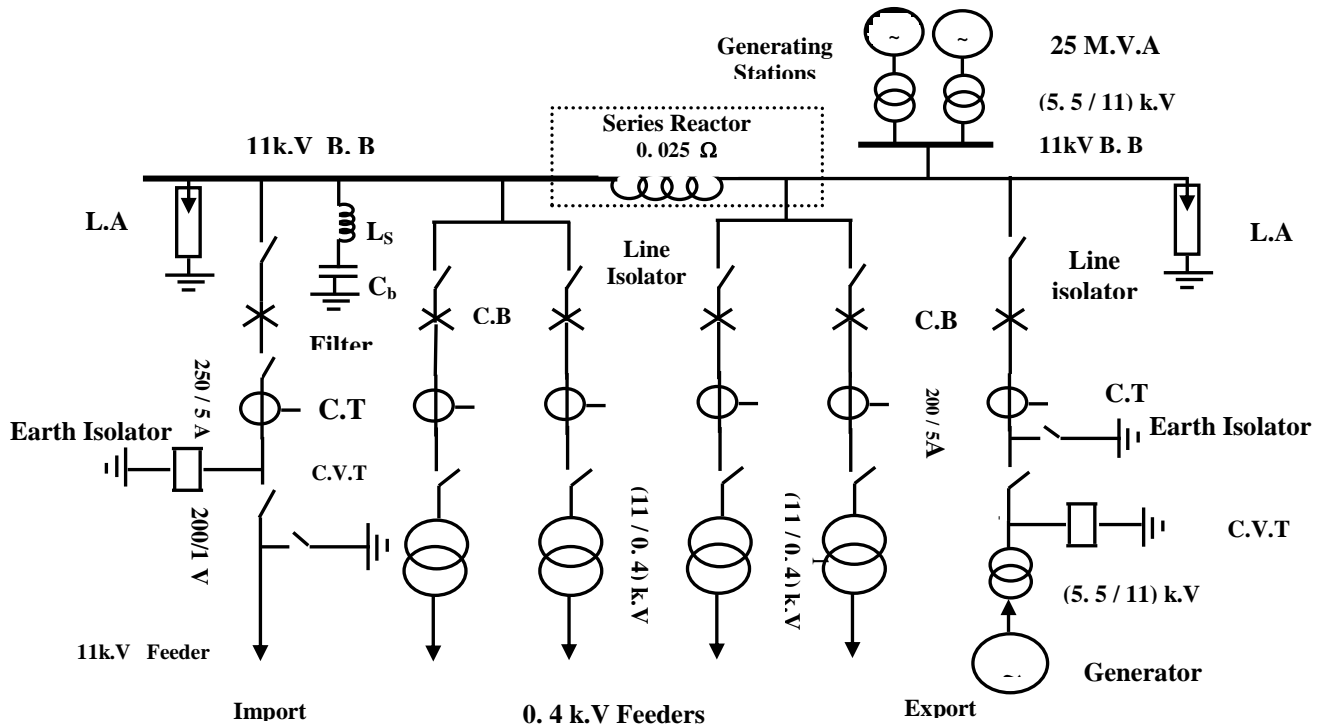 Generating
Stations
25 M.V.A
(5. 5 / 11) k.V
11kV B. B
Series Reactor
0. 025 Ω
11k.V B. B
L.A
L.A
LS
Cb
Filter
Line
Isolator
Line
isolator
C.B
C.B
250 / 5 A
C.T
200 / 5A
C.T
Earth Isolator
Earth Isolator
C.V.T
C.V.T
200/1 V
(11 / 0. 4) k.V
(11 / 0. 4) k.V
(5. 5 / 11) k.V
11k.V Feeder
Generator
Import
0. 4 k.V Feeders
Export